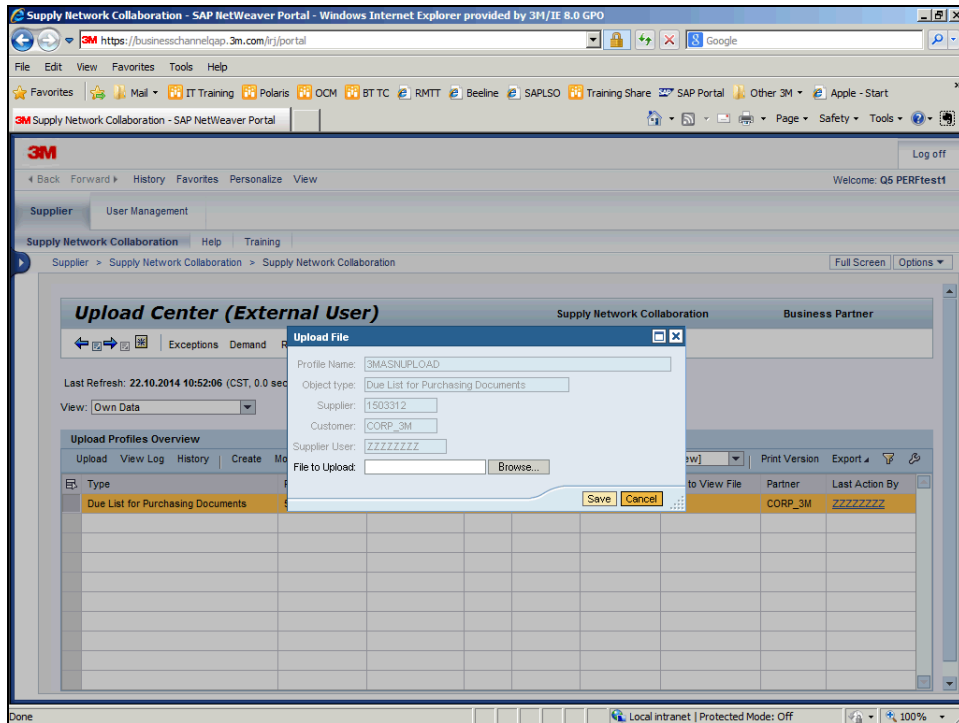 Supply Network Collaboration - SAP NetWeaver Portal - Windows Internet Explorer provided by 3M/IE 8.0 GPO
3M https://businesschannelqap.3m.com/irj/portal
Google
File Edit View Favorites Tools Help
Favorites Mail IT Training Polaris OCM BT TC RMTT Beeline SAPLSO Training Share SAP Portal Other 3M Apple - Start
3M Supply Network Collaboration - SAP NetWeaver Portal
Page Safety Tools
3M
Log off
Back Forward History Favorites Personalize View
Welcome: Q5 PERFtest1
Supplier User Management
Supply Network Collaboration Help Training
Supplier > Supply Network Collaboration > Supply Network Collaboration
Full Screen Options
Upload Center (External User)
Supply Network Collaboration
Business Partner
Exceptions Demand
Last Refresh: 22.10.2014 10:52:06 (CST, 0.0 sec
View: Own Data
Upload Profiles Overview
Upload View Log History Create Mo
ew] Print Version Export
Type
to View File Partner Last Action By
Due List for Purchasing Documents
CORP_3M ZZZZZZZZ
Upload File
Profile Name: 3MASNUPLOAD
Object type: Due List for Purchasing Documents
Supplier: 1503312
Customer: CORP_3M
Supplier User: ZZZZZZZZ
File to Upload: Browse...
Save Cancel
Done
Local intranet | Protected Mode: Off
100%